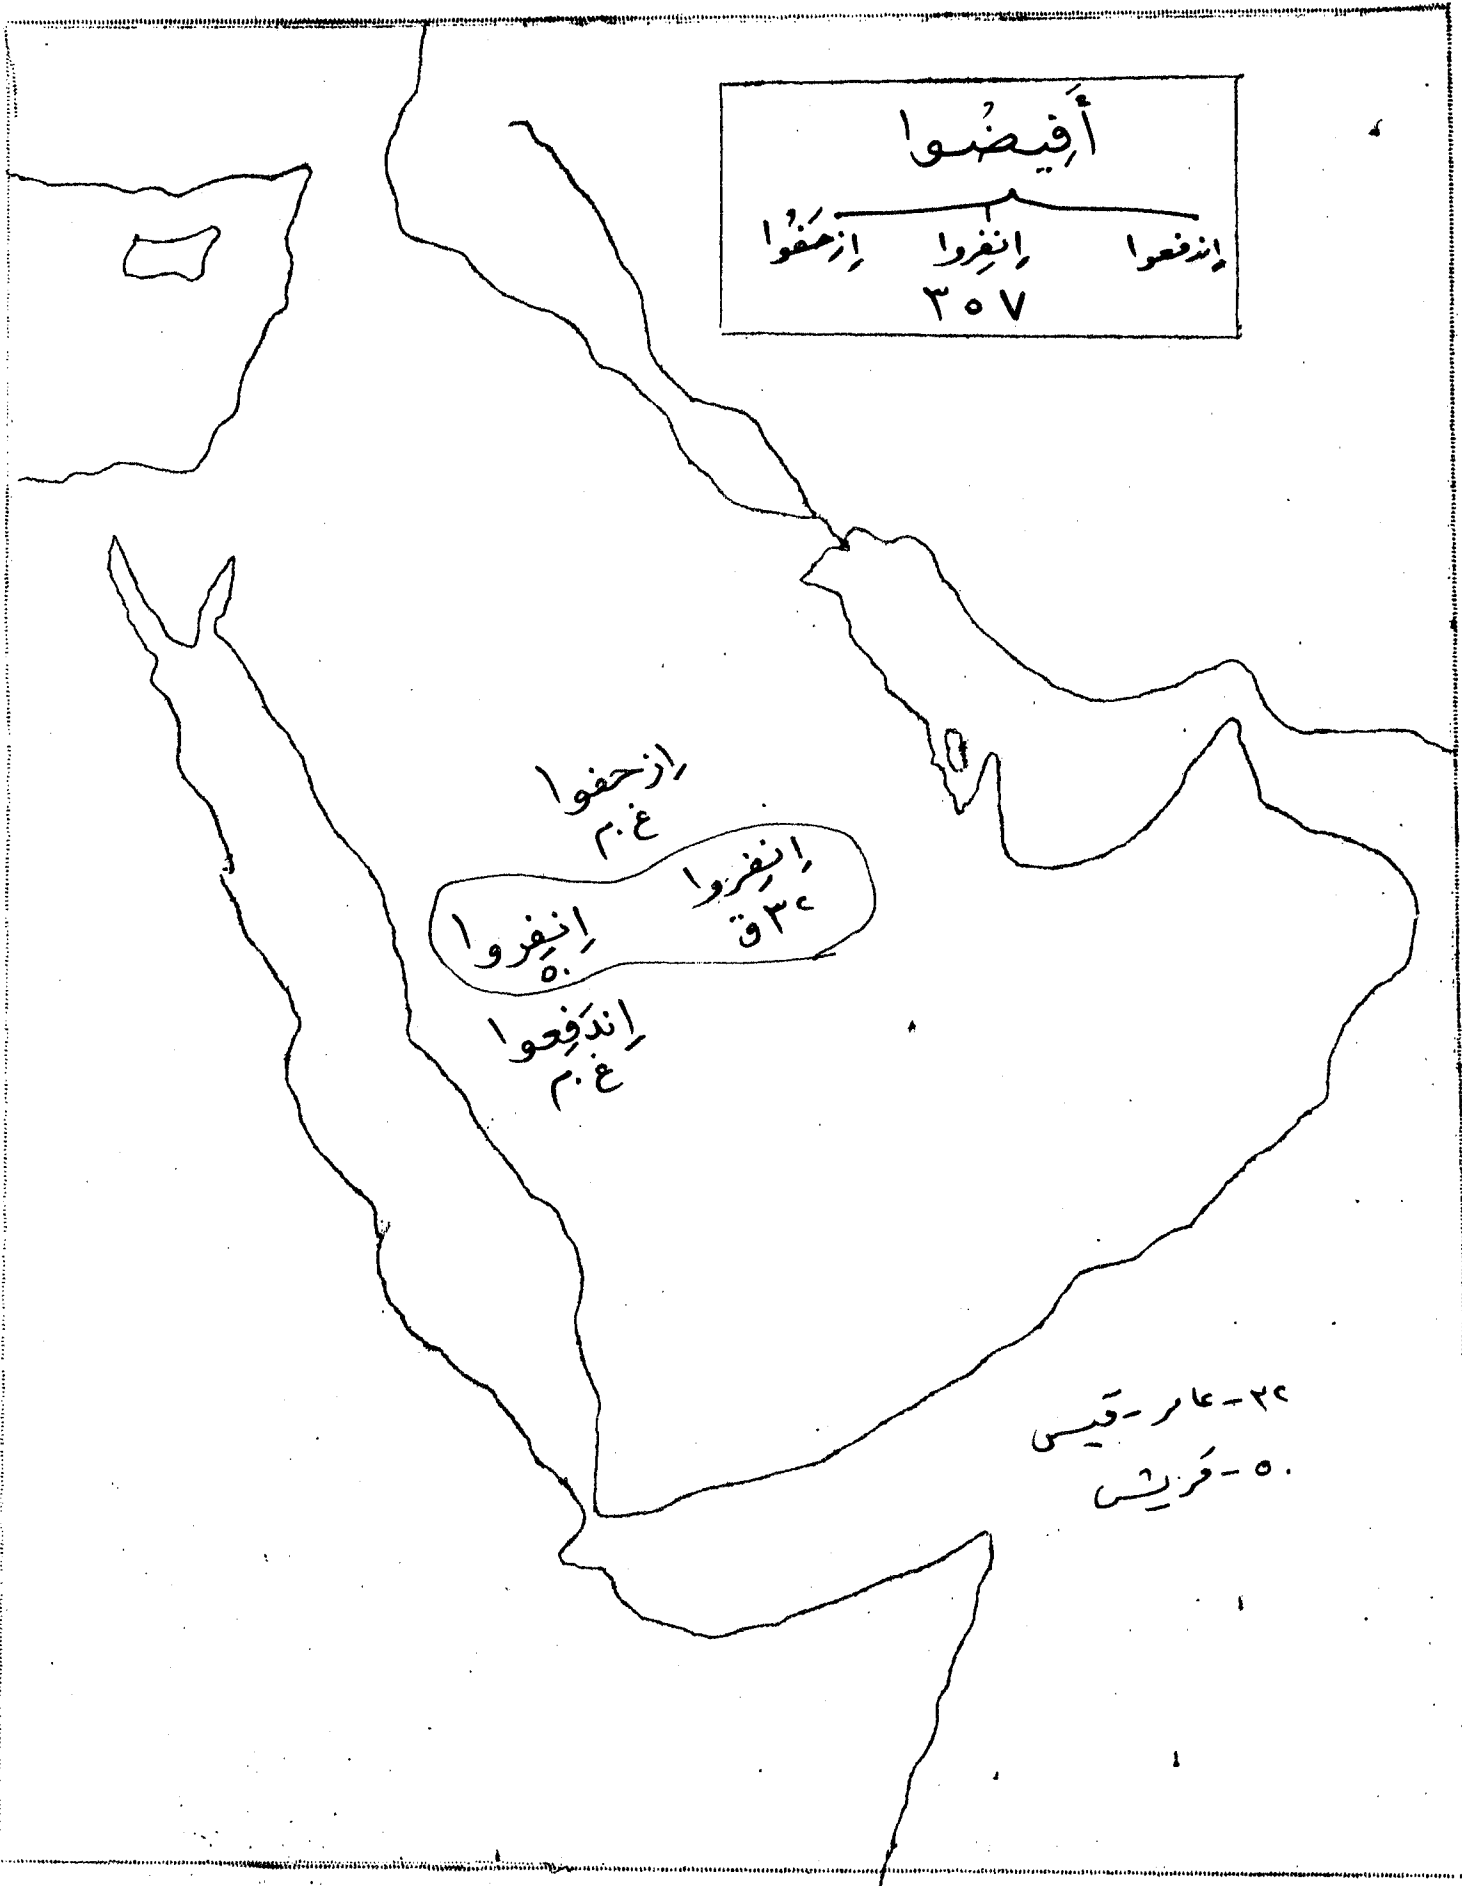 أَفِيضُوا
اِندفعوا اِنفِروا اِزحَفُوا
٣٥٧
اِزحفوا
غ.م
اِنفِروا
٣٢ق
اِنفِروا
٥٠
اِندَفِعوا
غ.م
٣٢-عامر-قيس
٥٠-قريش